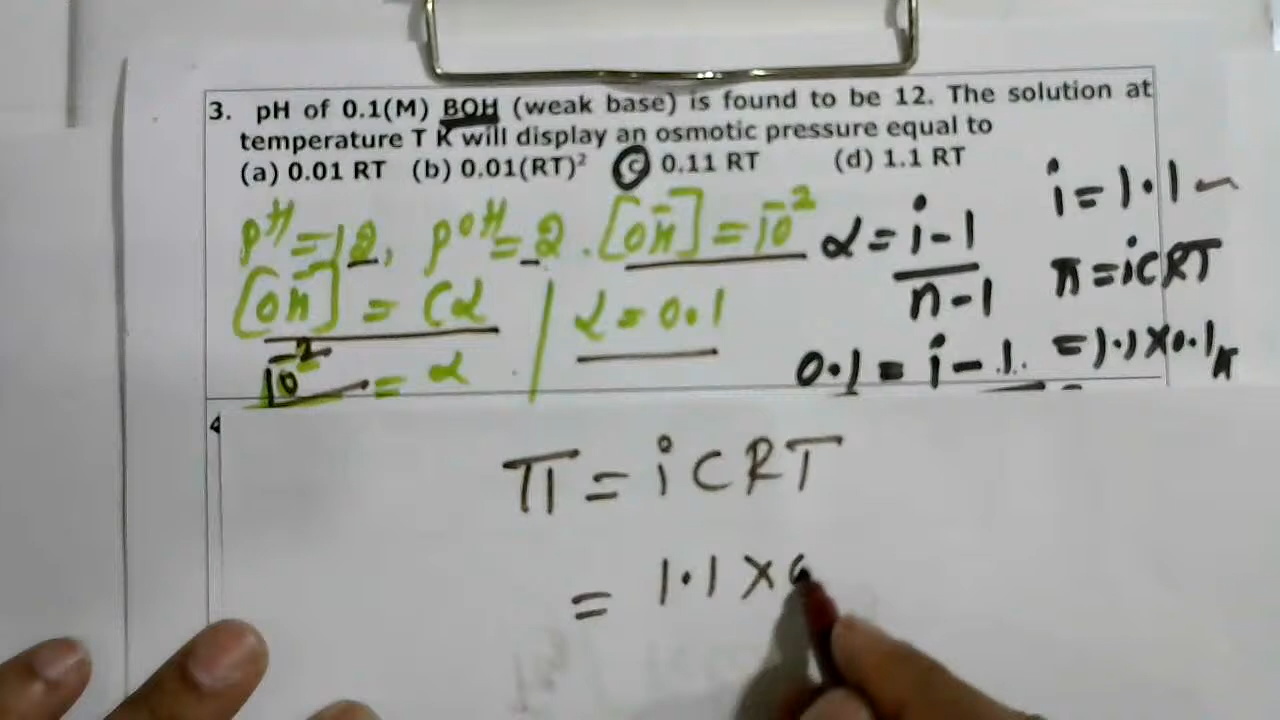 3. pH of 0.1(M) BOH (weak base) is found to be 12. The solution at
temperature T K will display an osmotic pressure equal to
(a) 0.01 RT (b) 0.01(RT)² (c) 0.11 RT (d) 1.1 RT
pH = 12, pOH = 2 . [OH̄] = 10⁻² α = i-1 / n-1 i = 1.1
[OH̄] = Cα | α = 0.1 π = iCRT
10⁻² = α 0.1 = i - 1 = 1.1 × 0.1
4
π = iCRT
= 1.1 ×